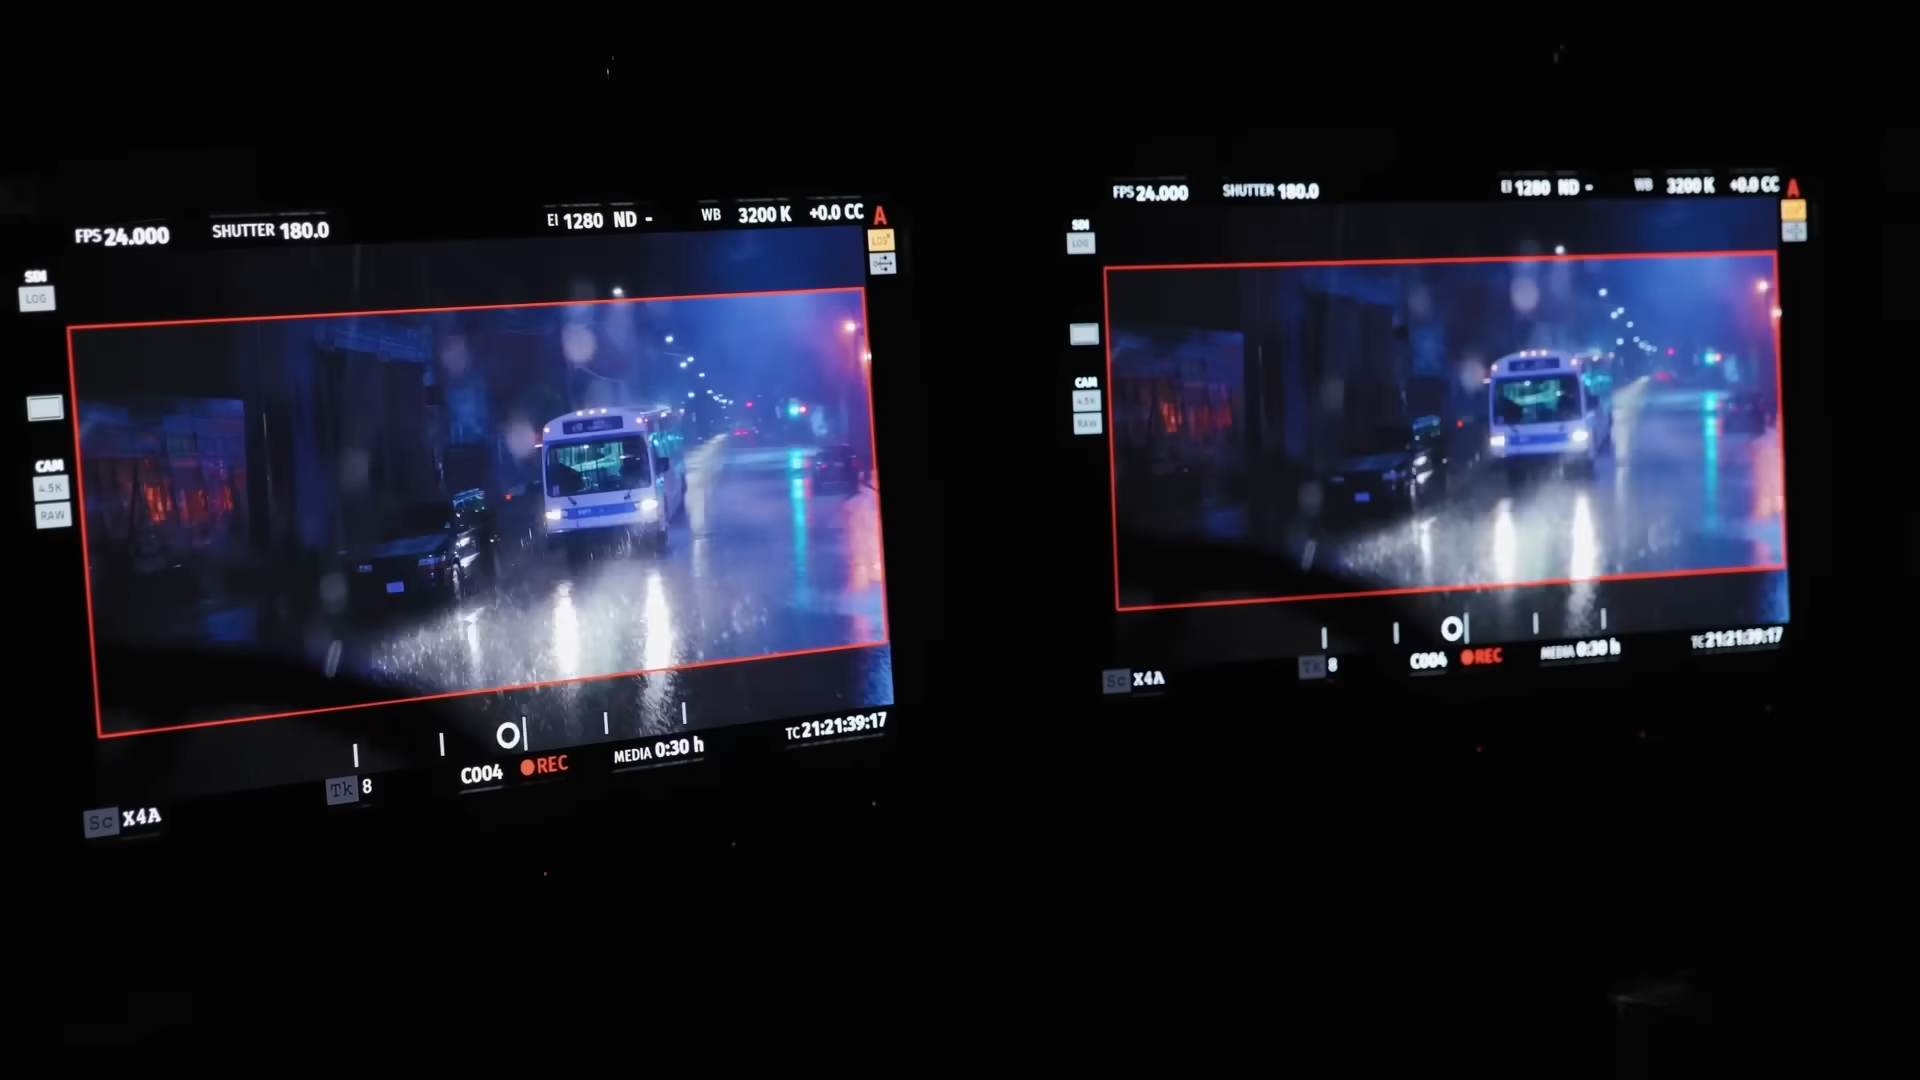 FPS 24.000 SHUTTER 180.0 EI 1280 ND - WB 3200 K +0.0 CC A
SDI
LOG
CAM
4.5K
RAW
C004 REC MEDIA 0:30 h TC 21:21:39:17
Tk 8
Sc X4A
FPS 24.000 SHUTTER 180.0 EI 1280 ND - WB 3200 K +0.0 CC A
SDI
LOG
CAM
4.5K
RAW
C004 REC MEDIA 0:30 h TC 21:21:39:17
Tk 8
Sc X4A